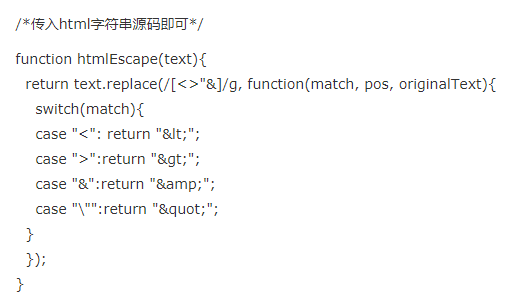 /*传入html字符串源码即可*/
function htmlEscape(text){
  return text.replace(/[<>"&]/g, function(match, pos, originalText){
    switch(match){
    case "<": return "&lt;";
    case ">":return "&gt;";
    case "&":return "&amp;";
    case "\"":return "&quot;";
  }
  });
}